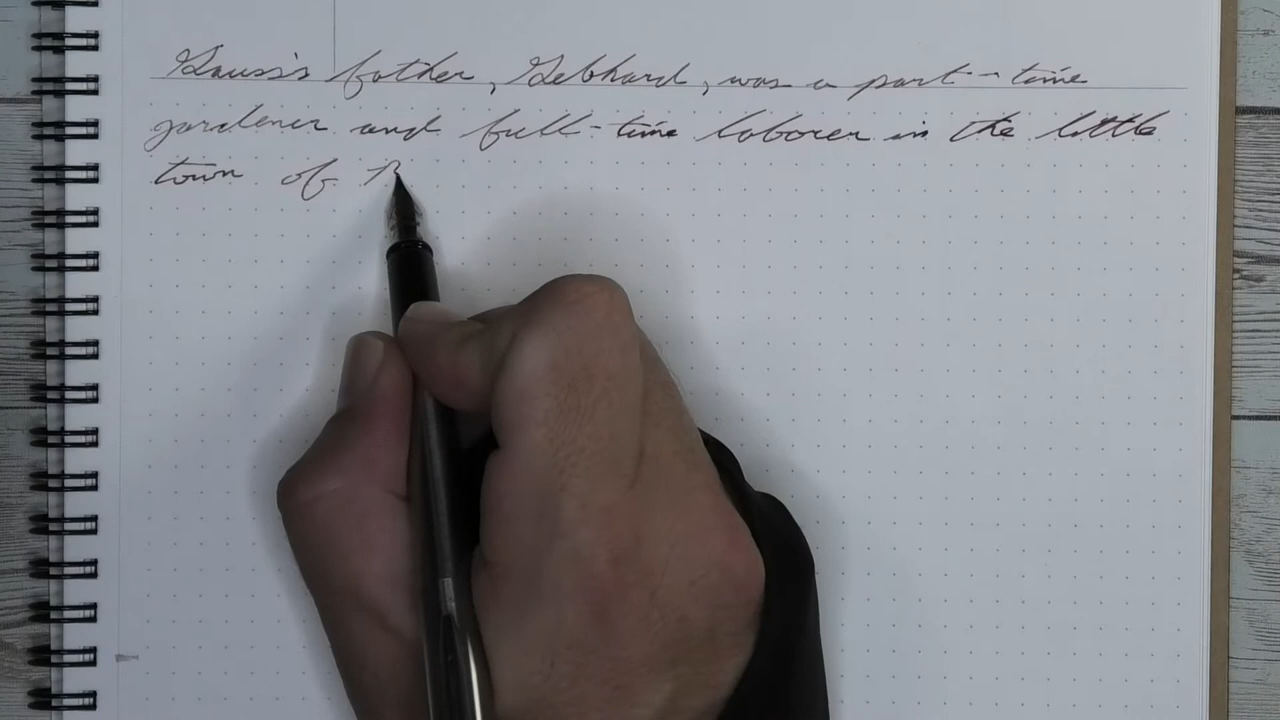 Gauss's father, Gebhard, was a part-time
gardener and full-time laborer in the little
town of B